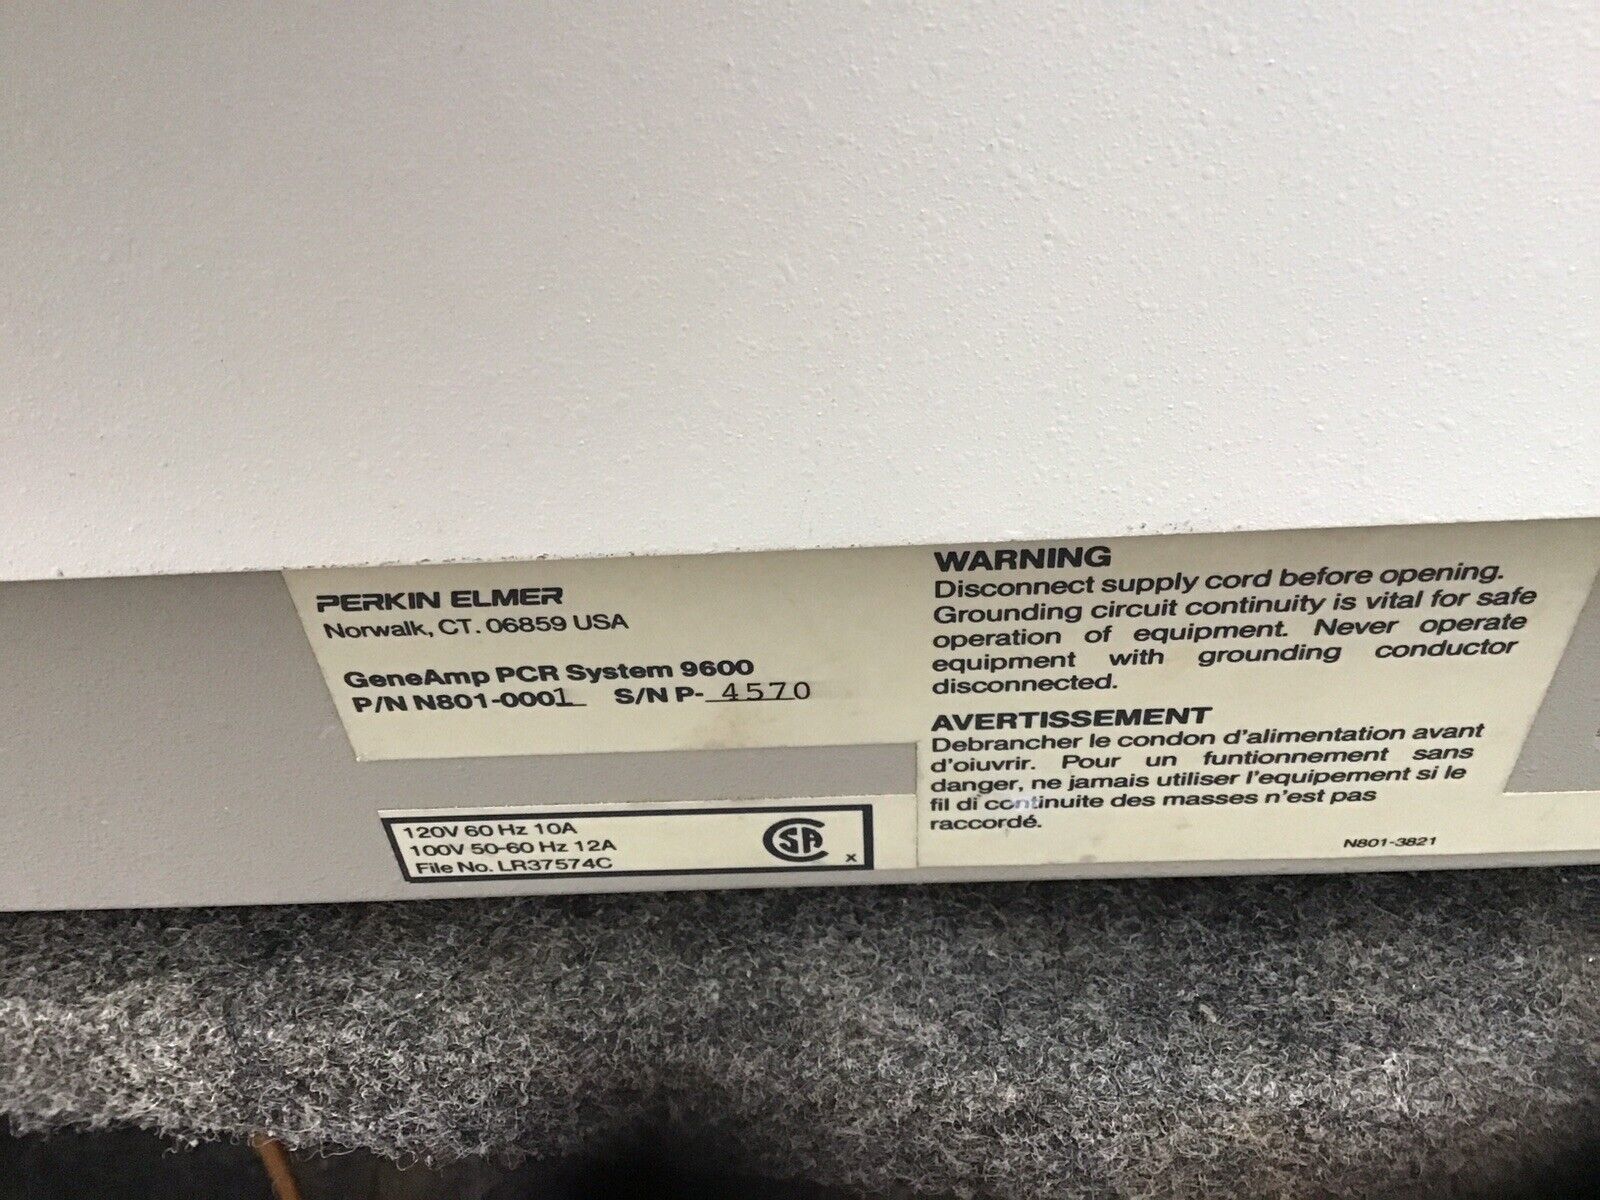 PERKIN ELMER
Norwalk, CT. 06859 USA
GeneAmp PCR System 9600
P/N N801-0001 S/N P- 4570
120V 60 Hz 10A
100V 50-60 Hz 12A
File No. LR37574C
CSA
x
WARNING
Disconnect supply cord before opening.
Grounding circuit continuity is vital for safe
operation of equipment. Never operate
equipment with grounding conductor
disconnected.
AVERTISSEMENT
Debrancher le condon d'alimentation avant
d'oiuvrir. Pour un funtionnement sans
danger, ne jamais utiliser l'equipement si le
fil di continuite des masses n'est pas
raccordé.
N801-3821